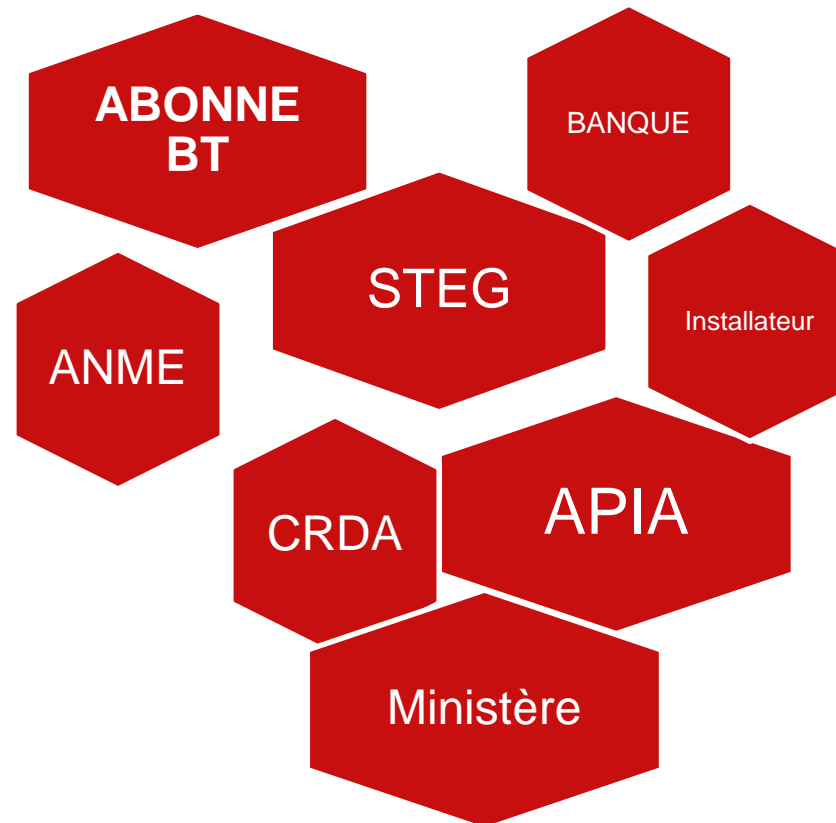 ABONNE
BT
BANQUE
STEG
Installateur
ANME
APIA
CRDA
Ministère